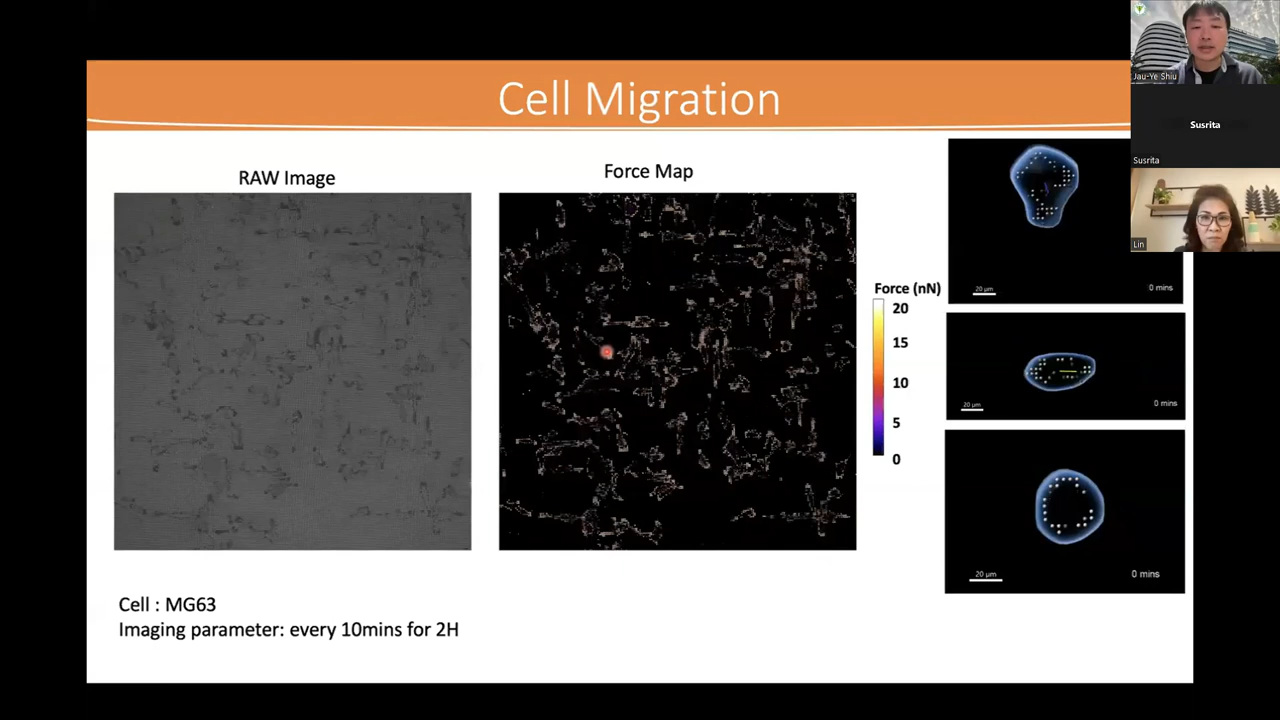 Cell Migration
RAW Image
Force Map
Force (nN)
20
15
10
5
0
20 µm
0 mins
20 µm
0 mins
20 µm
0 mins
Cell : MG63
Imaging parameter: every 10mins for 2H
Jau-Ye Shiu
Susrita
Susrita
Lin